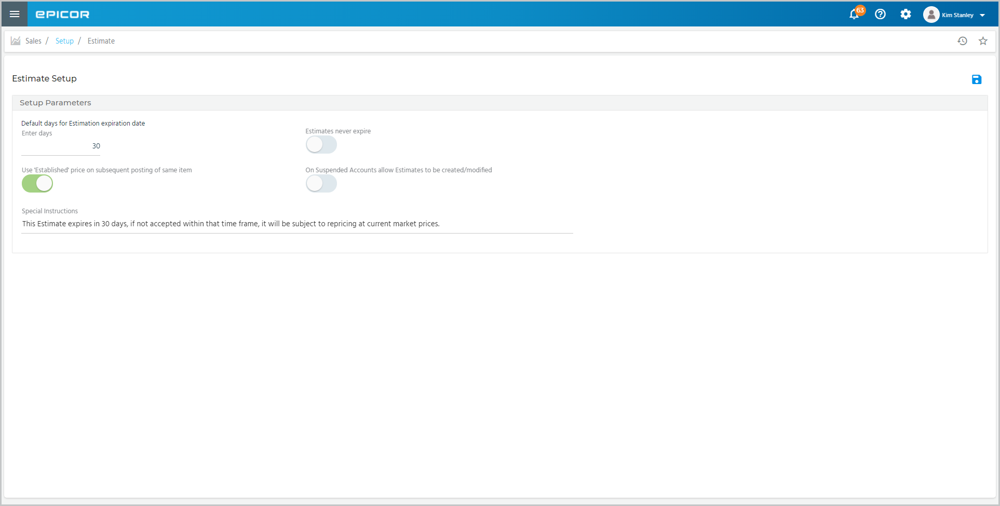 EPICOR
63
Kim Stanley
Sales / Setup / Estimate
Estimate Setup
Setup Parameters
Default days for Estimation expiration date
Enter days
30
Estimates never expire
Use 'Established' price on subsequent posting of same item
On Suspended Accounts allow Estimates to be created/modified
Special Instructions
This Estimate expires in 30 days, if not accepted within that time frame, it will be subject to repricing at current market prices.